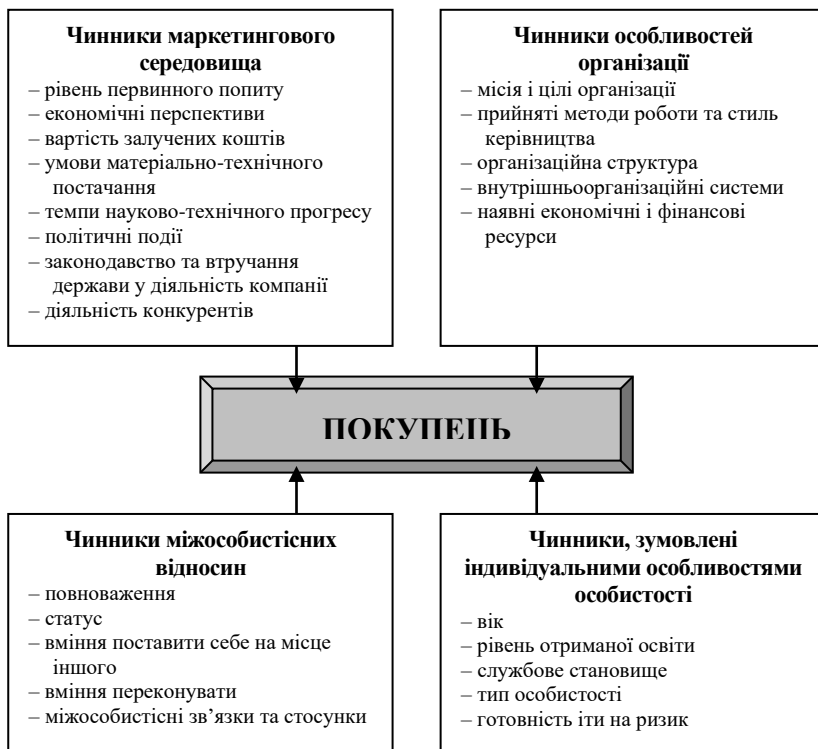 Чинники маркетингового
середовища
– рівень первинного попиту
– економічні перспективи
– вартість залучених коштів
– умови матеріально-технічного
постачання
– темпи науково-технічного прогресу
– політичні події
– законодавство та втручання
держави у діяльність компанії
– діяльність конкурентів
Чинники особливостей
організації
– місія і цілі організації
– прийняті методи роботи та стиль
керівництва
– організаційна структура
– внутрішньоорганізаційні системи
– наявні економічні і фінансові
ресурси
ПОКУПЕЦЬ
Чинники міжособистісних
відносин
– повноваження
– статус
– вміння поставити себе на місце
іншого
– вміння переконувати
– міжособистісні зв’язки та стосунки
Чинники, зумовлені
індивідуальними особливостями
особистості
– вік
– рівень отриманої освіти
– службове становище
– тип особистості
– готовність іти на ризик